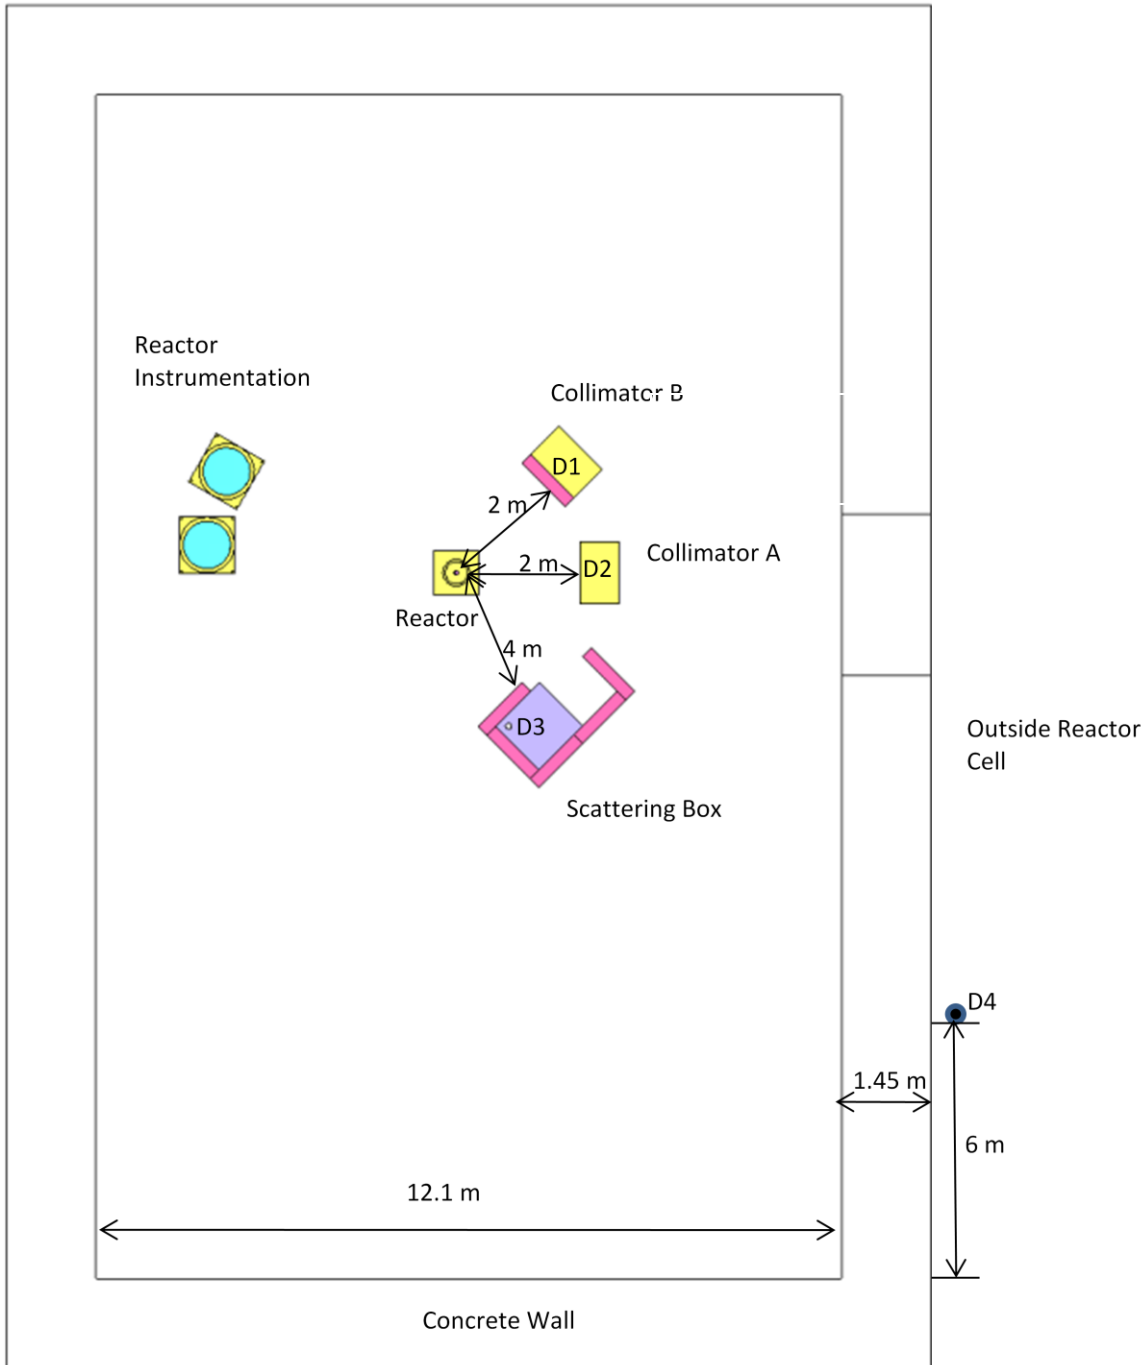 Reactor
Instrumentation
Collimator B
D1
2 m
2 m
D2
Collimator A
Reactor
4 m
D3
Outside Reactor
Cell
Scattering Box
D4
1.45 m
6 m
12.1 m
Concrete Wall